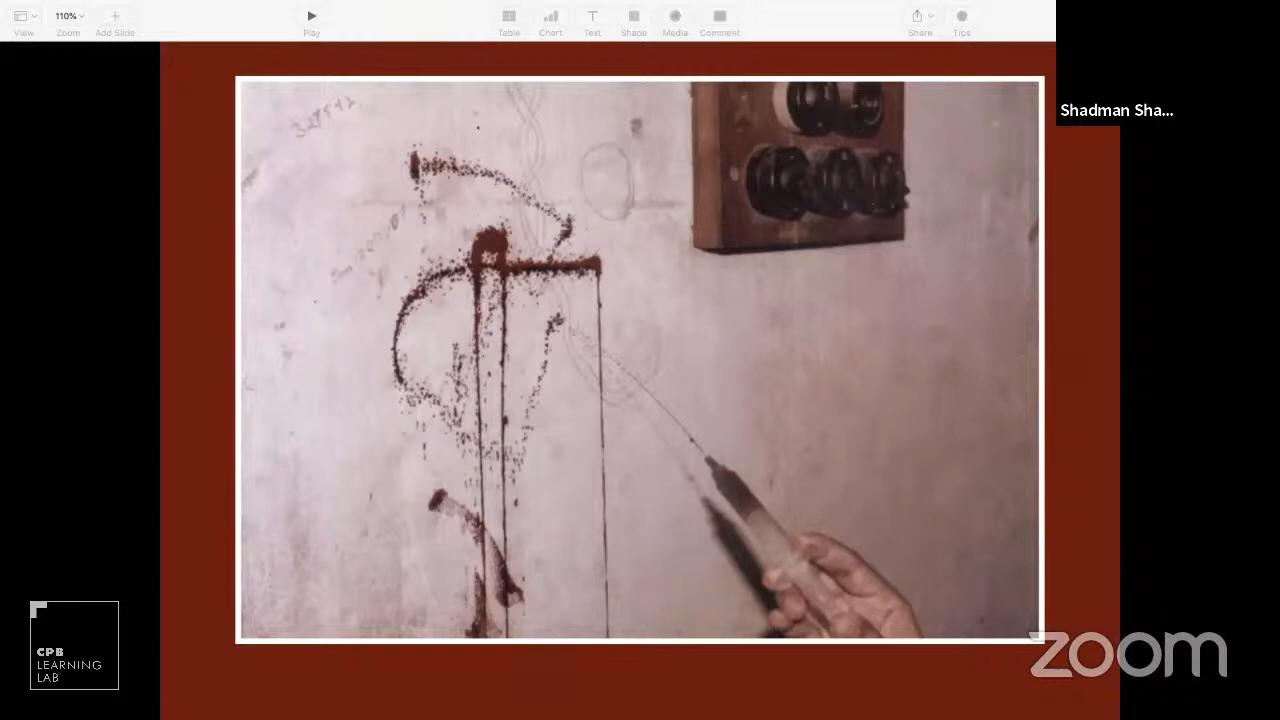 View
110%
Zoom
Add Slide
Play
Table
Chart
Text
Shape
Media
Comment
Share
Tips
Shadman Sha...
CPB
LEARNING
LAB
zoom